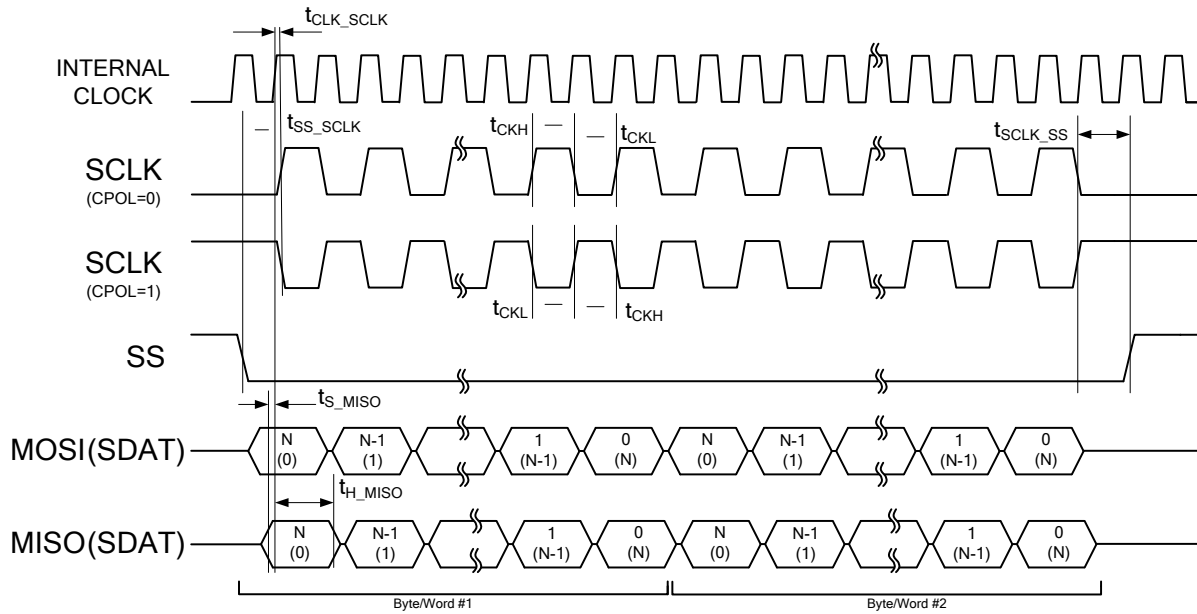 tCLK_SCLK
INTERNAL
CLOCK
tSS_SCLK
tCKH
tCKL
tSCLK_SS
SCLK
(CPOL=0)
SCLK
(CPOL=1)
tCKL
tCKH
SS
tS_MISO
MOSI(SDAT)
N N-1 1 0 N N-1 1 0
(0) (1) (N-1) (N) (0) (1) (N-1) (N)
tH_MISO
MISO(SDAT)
N N-1 1 0 N N-1 1 0
(0) (1) (N-1) (N) (0) (1) (N-1) (N)
Byte/Word #1 Byte/Word #2